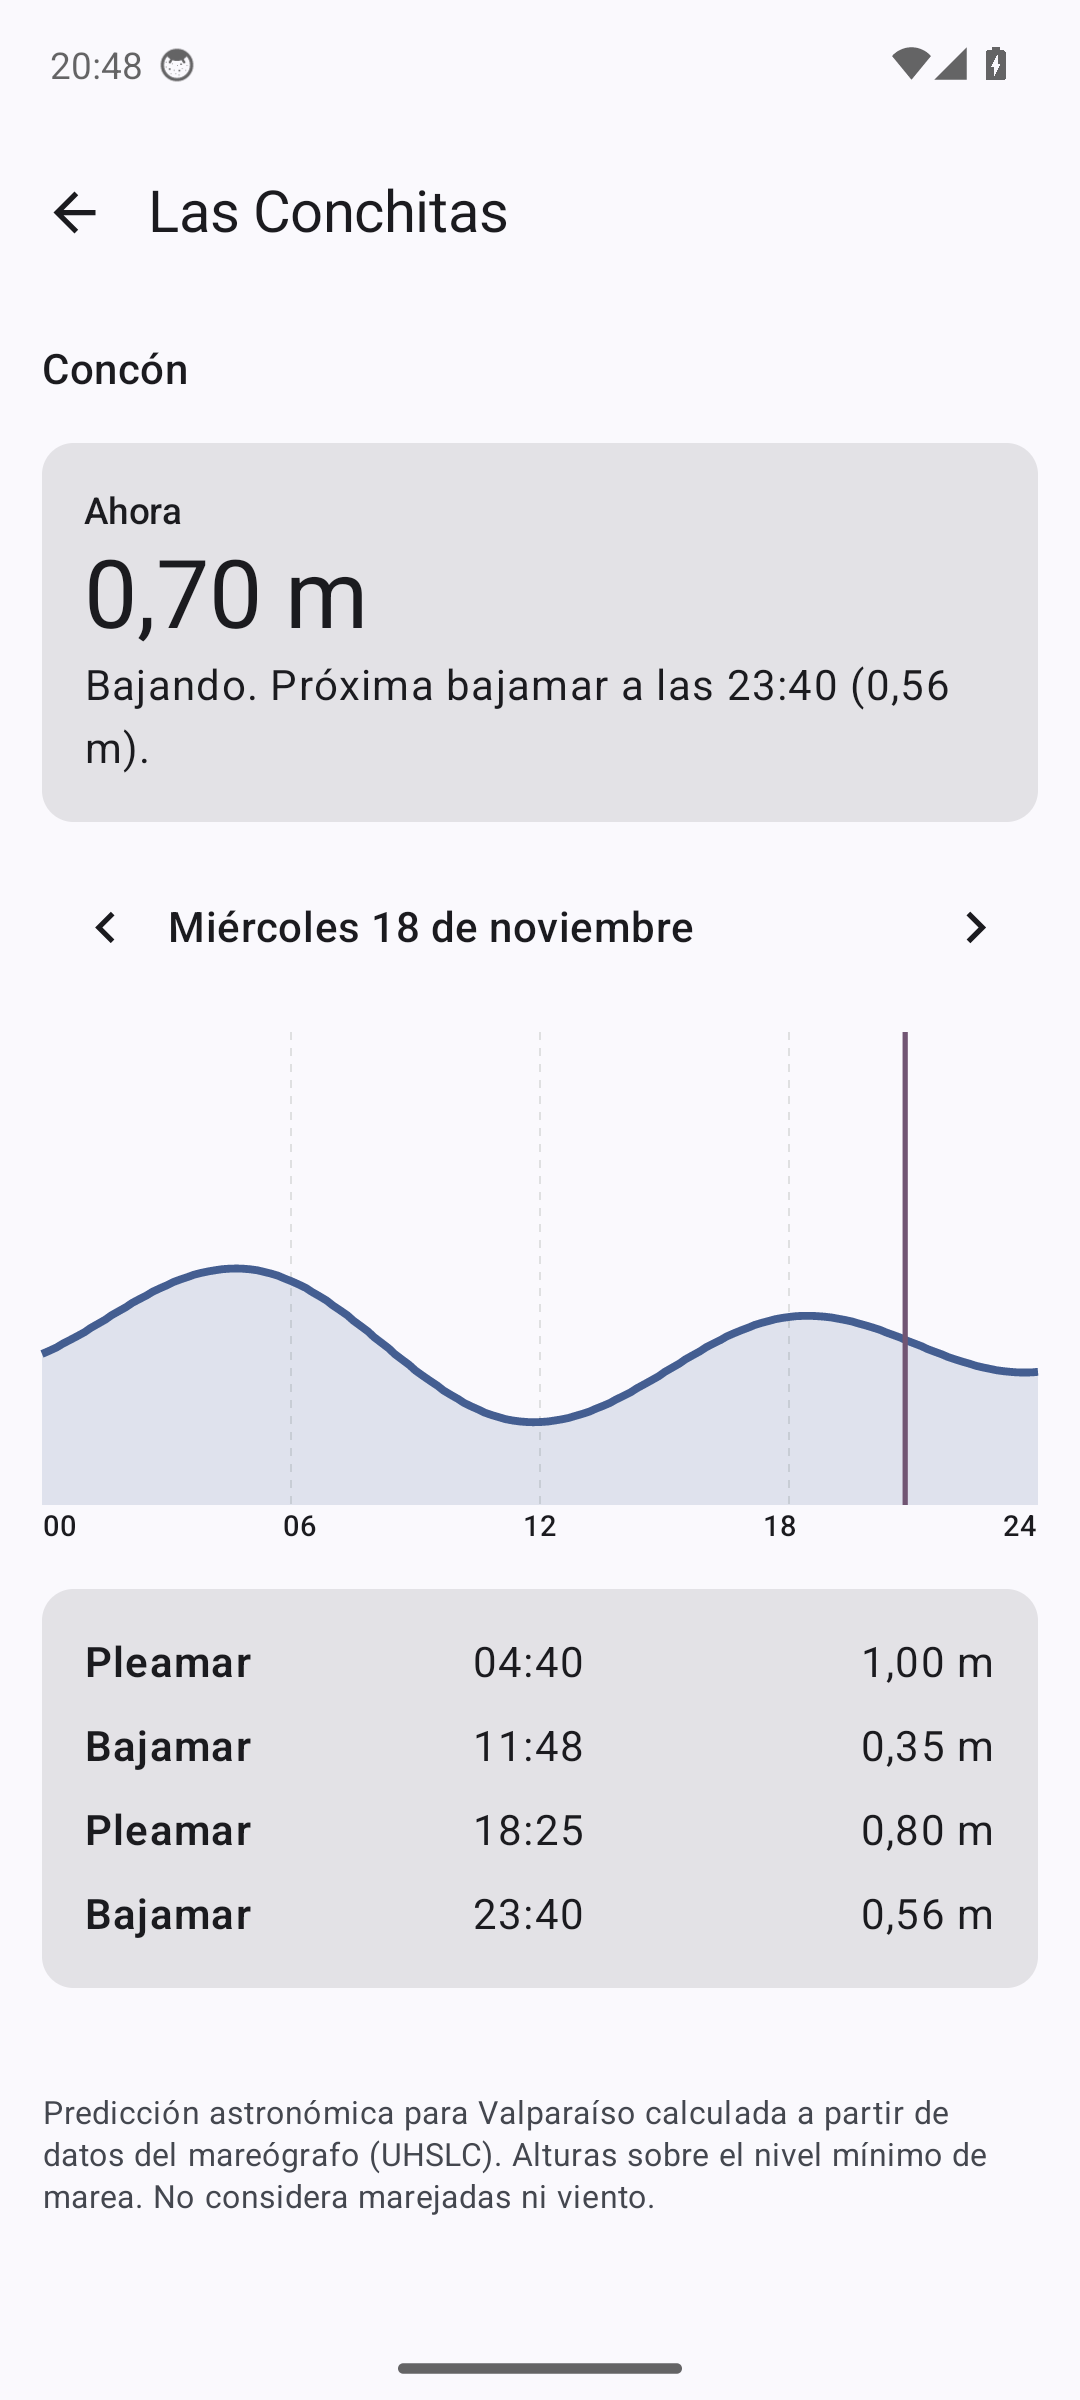 20:48
Las Conchitas
Concón
Ahora
0,70 m
Bajando. Próxima bajamar a las 23:40 (0,56
m).
Miércoles 18 de noviembre
00 06 12 18 24
Pleamar 04:40 1,00 m
Bajamar 11:48 0,35 m
Pleamar 18:25 0,80 m
Bajamar 23:40 0,56 m
Predicción astronómica para Valparaíso calculada a partir de
datos del mareógrafo (UHSLC). Alturas sobre el nivel mínimo de
marea. No considera marejadas ni viento.